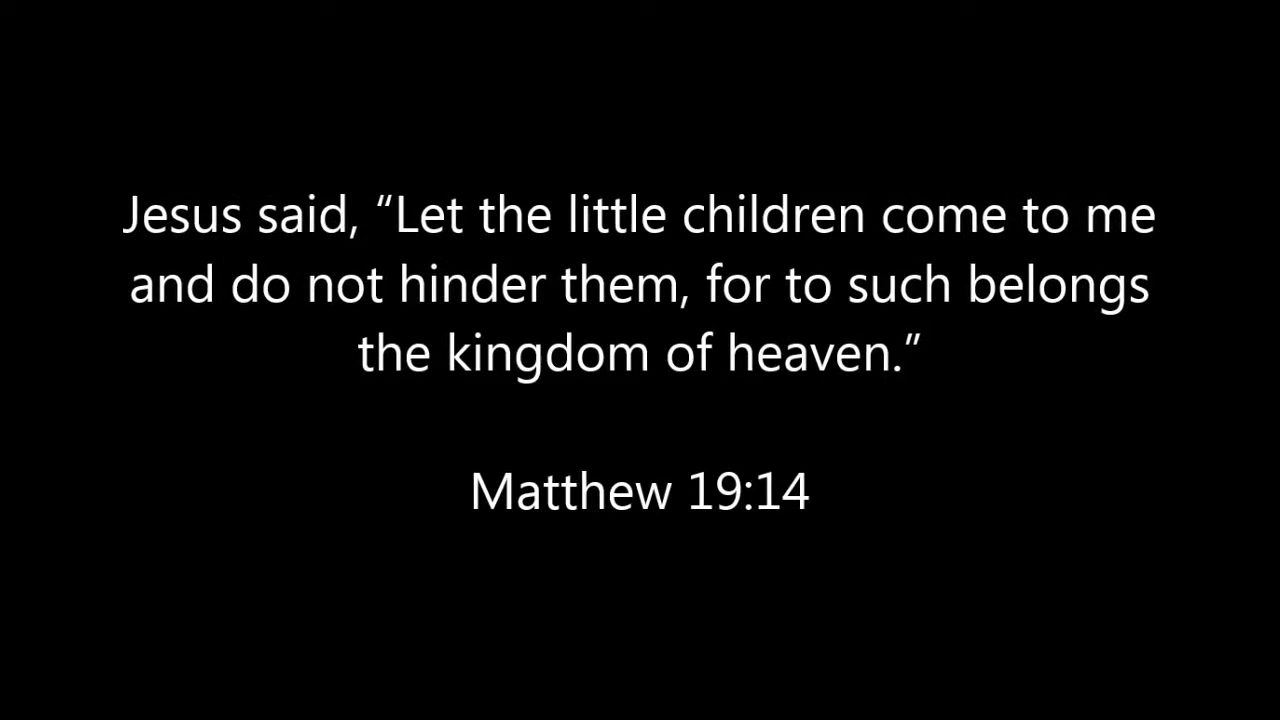 Jesus said, “Let the little children come to me
and do not hinder them, for to such belongs
the kingdom of heaven.”
Matthew 19:14